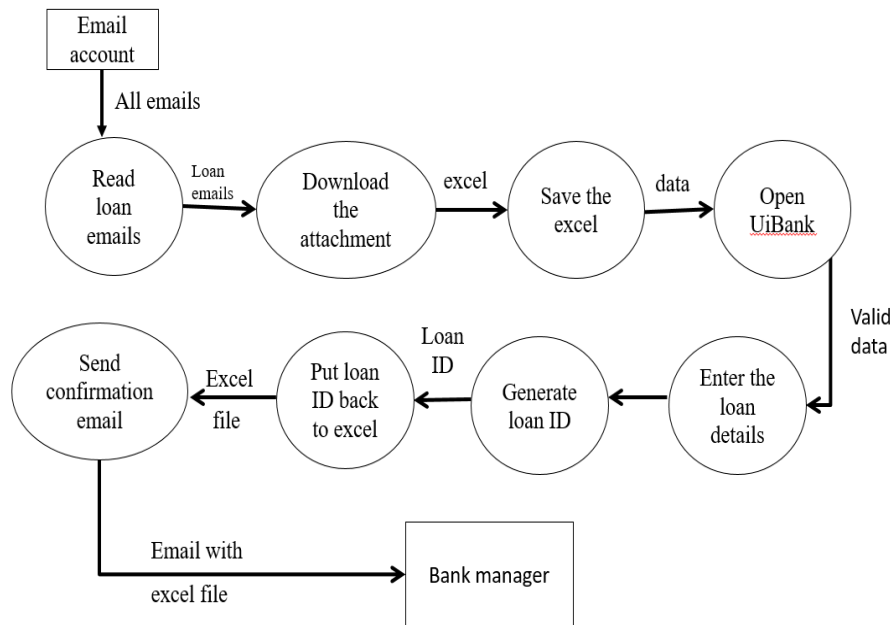 Email
account
All emails
Read
loan
emails
Loan
emails
Download
the
attachment
excel
Save the
excel
data
Open
UiBank
Valid
data
Enter the
loan
details
Generate
loan ID
Loan
ID
Put loan
ID back
to excel
Excel
file
Send
confirmation
email
Email with
excel file
Bank manager